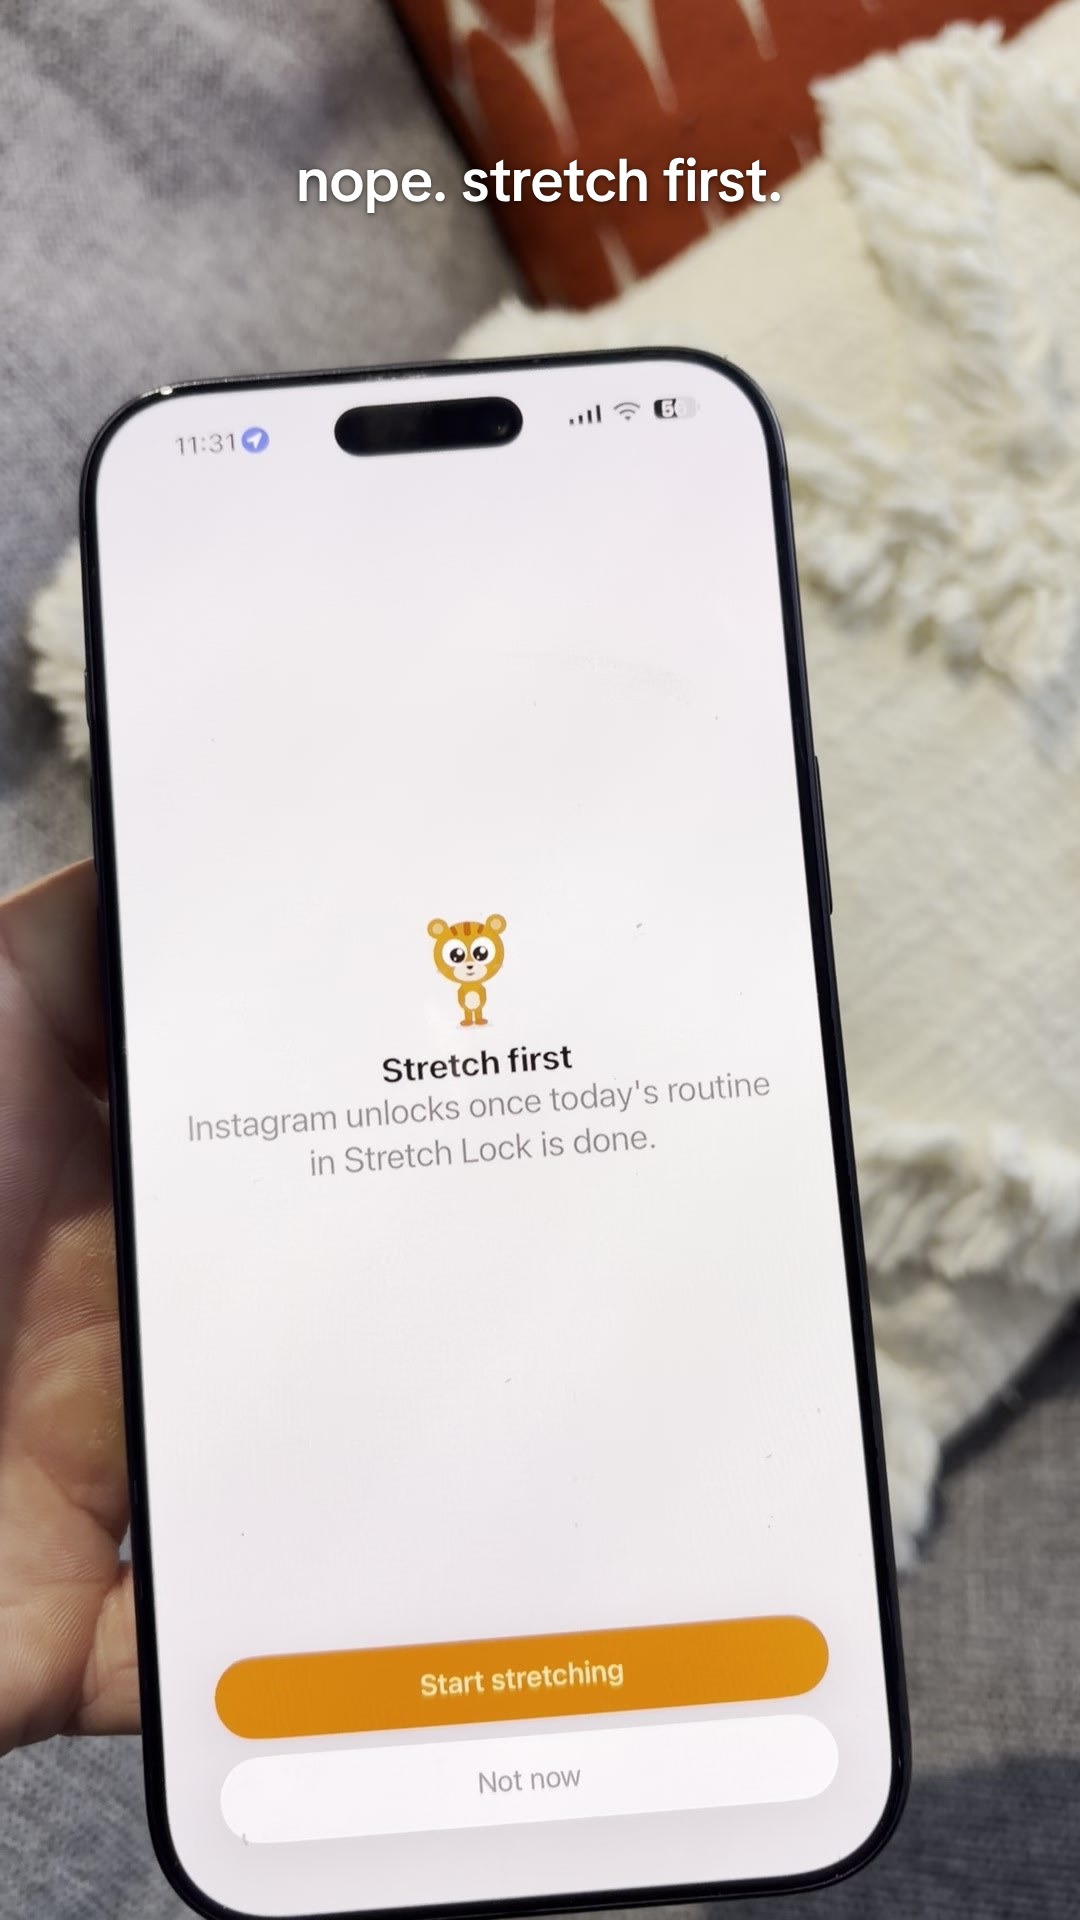 nope. stretch first.
11:31
Stretch first
Instagram unlocks once today's routine
in Stretch Lock is done.
Start stretching
Not now